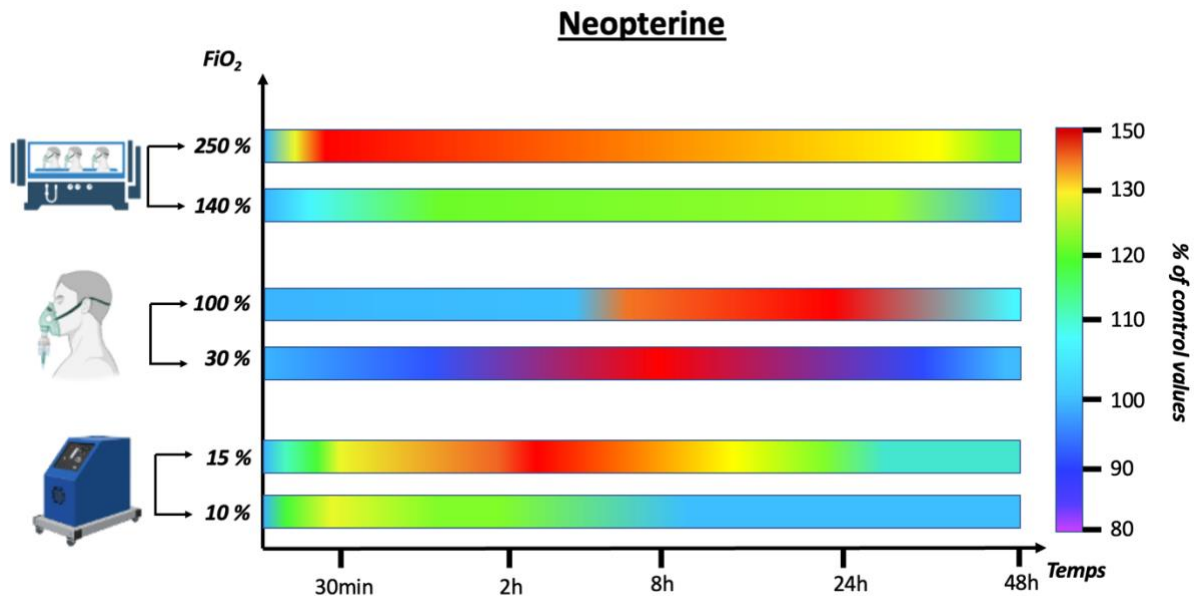 Neopterine
FiO2
250 %
140 %
100 %
30 %
15 %
10 %
30min
2h
8h
24h
48h
Temps
150
130
120
110
100
90
80
% of control values